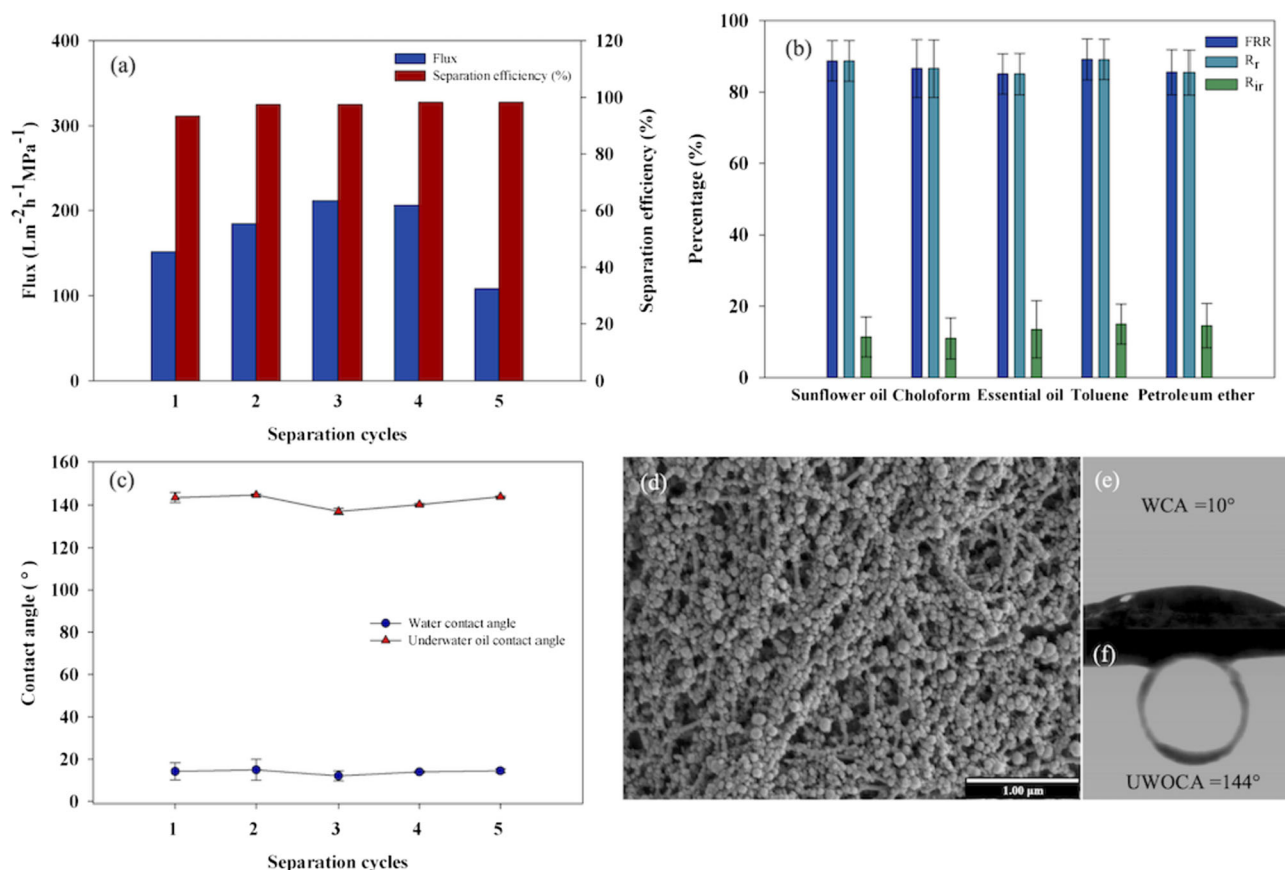 (a)
Flux
Separation efficiency (%)
400
300
200
100
0
Flux (Lm⁻²h⁻¹MPa⁻¹)
120
100
80
60
40
20
0
Separation efficiency (%)
1 2 3 4 5
Separation cycles
(b)
FRR
Rr
Rir
100
80
60
40
20
0
Percentage (%)
Sunflower oil Choloform Essential oil Toluene Petroleum ether
(c)
160
140
120
100
80
60
40
20
0
Contact angle ( ° )
Water contact angle
Underwater oil contact angle
1 2 3 4 5
Separation cycles
(d)
1.00 μm
(e)
WCA =10°
(f)
UWOCA =144°